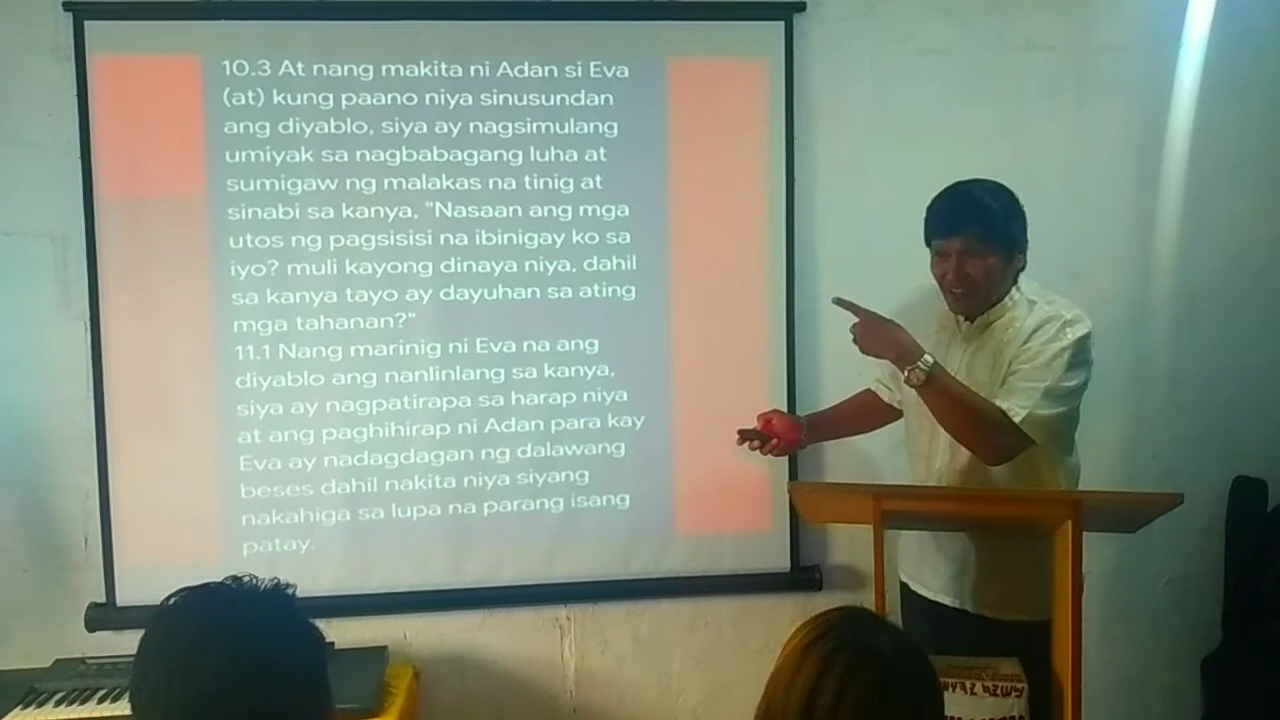 10.3 At nang makita ni Adan si Eva
(at) kung paano niya sinusundan
ang diyablo, siya ay nagsimulang
umiyak sa nagbabagang luha at
sumigaw ng malakas na tinig at
sinabi sa kanya, "Nasaan ang mga
utos ng pagsisisi na ibinigay ko sa
iyo? muli kayong dinaya niya, dahil
sa kanya tayo ay dayuhan sa ating
mga tahanan?"
11.1 Nang marinig ni Eva na ang
diyablo ang nanlinlang sa kanya,
siya ay nagpatirapa sa harap niya
at ang paghihirap ni Adan para kay
Eva ay nadagdagan ng dalawang
beses dahil nakita niya siyang
nakahiga sa lupa na parang isang
patay.